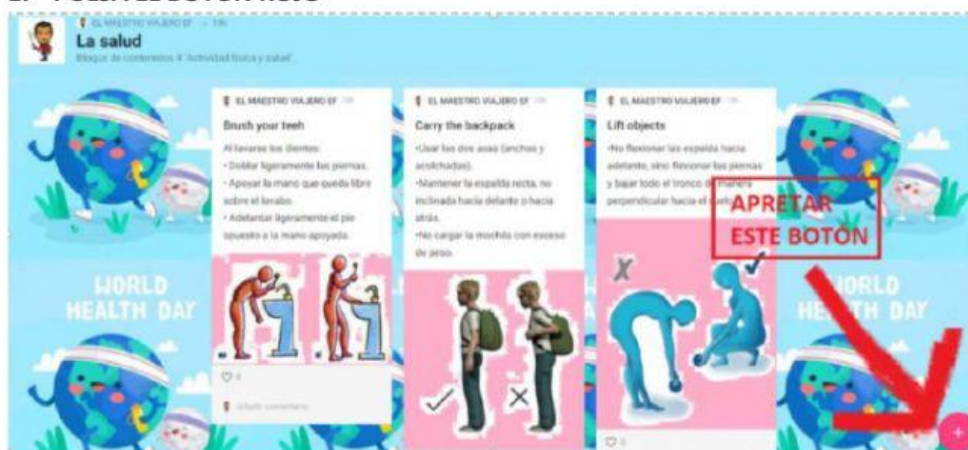 EL MAESTRO VIAJERO EF
La salud
Bloque de contenidos 4 "Actividad física y salud".
EL MAESTRO VIAJERO EF
Brush your teeh
Al lavarse los dientes:
• Doblar ligeramente las piernas.
• Apoyar la mano que queda libre
sobre el lavabo.
• Adelantar ligeramente el pie
opuesto a la mano apoyada.
0
Añadir comentario
EL MAESTRO VIAJERO EF
Carry the backpack
•Usar las dos asas (anchas y
acolchadas).
•Mantener la espalda recta, no
inclinada hacia delante o hacia
atrás.
•No cargar la mochila con exceso
de peso.
EL MAESTRO VIAJERO EF
Lift objects
•No flexionar las espalda hacia
adelante, sino flexionar las piernas
y bajar todo el tronco de manera
perpendicular hacia el suelo
0
APRETAR
ESTE BOTÓN
WORLD
HEALTH DAY
WORLD
HEALTH DAY